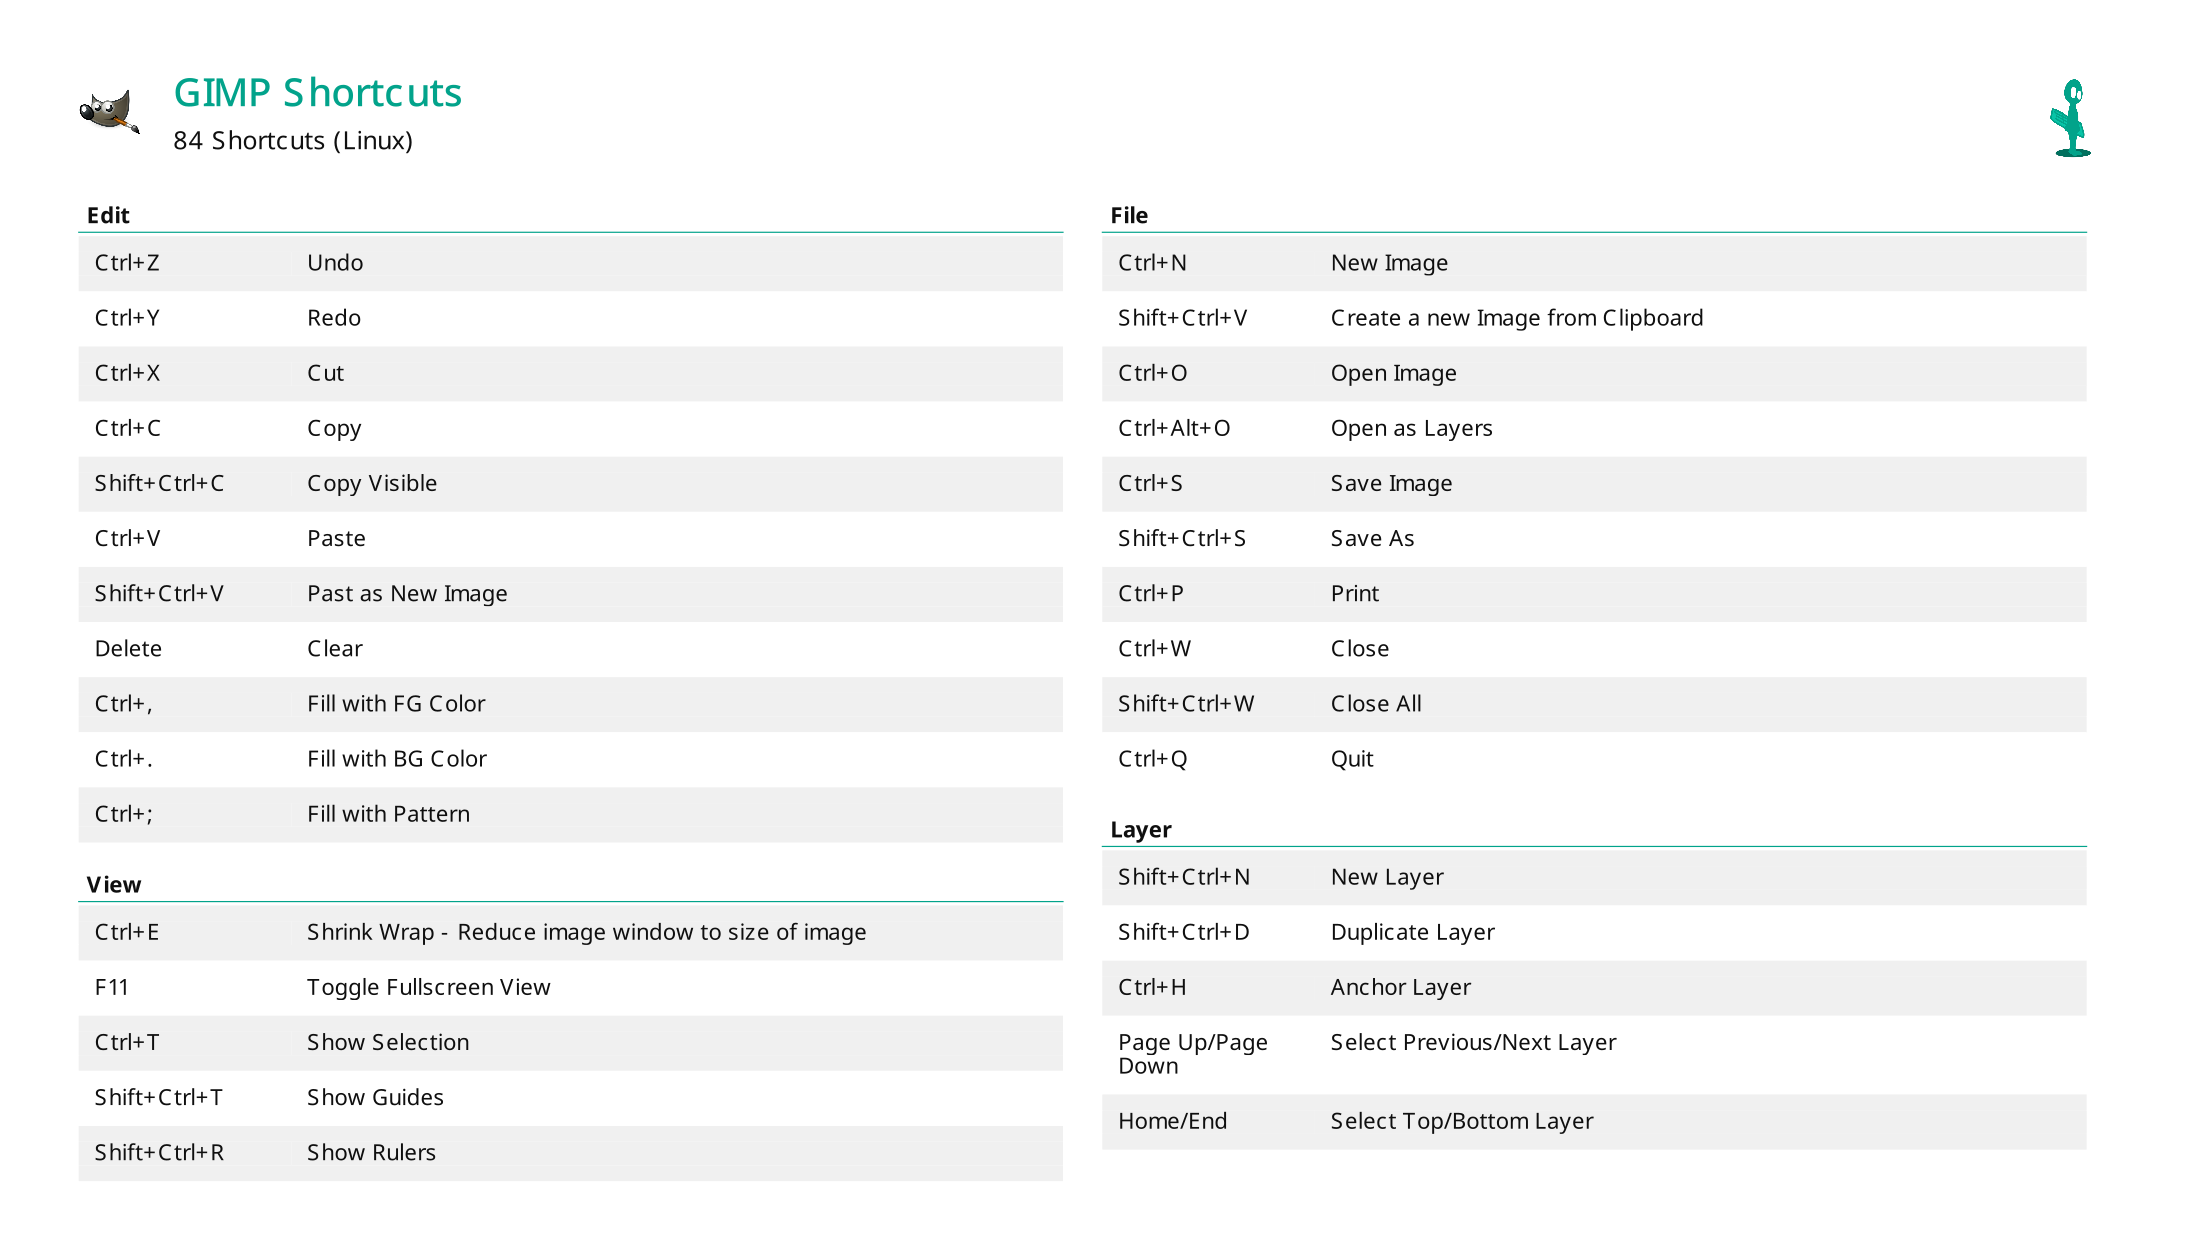 GIMP Shortcuts
84 Shortcuts (Linux)
Edit
Ctrl+Z Undo
Ctrl+Y Redo
Ctrl+X Cut
Ctrl+C Copy
Shift+Ctrl+C Copy Visible
Ctrl+V Paste
Shift+Ctrl+V Past as New Image
Delete Clear
Ctrl+, Fill with FG Color
Ctrl+. Fill with BG Color
Ctrl+; Fill with Pattern
View
Ctrl+E Shrink Wrap - Reduce image window to size of image
F11 Toggle Fullscreen View
Ctrl+T Show Selection
Shift+Ctrl+T Show Guides
Shift+Ctrl+R Show Rulers
File
Ctrl+N New Image
Shift+Ctrl+V Create a new Image from Clipboard
Ctrl+O Open Image
Ctrl+Alt+O Open as Layers
Ctrl+S Save Image
Shift+Ctrl+S Save As
Ctrl+P Print
Ctrl+W Close
Shift+Ctrl+W Close All
Ctrl+Q Quit
Layer
Shift+Ctrl+N New Layer
Shift+Ctrl+D Duplicate Layer
Ctrl+H Anchor Layer
Page Up/Page Select Previous/Next Layer
Down
Home/End Select Top/Bottom Layer